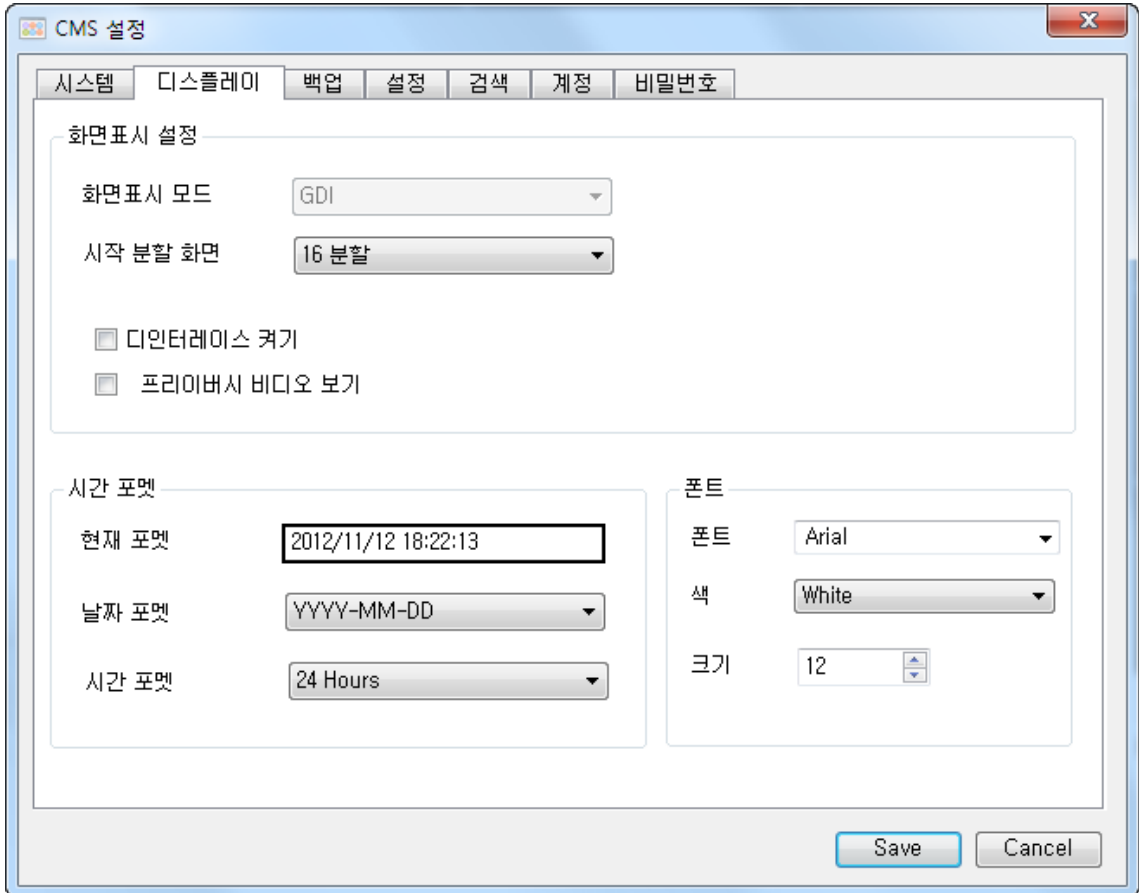 CMS 설정
시스템 디스플레이 백업 설정 검색 계정 비밀번호
화면표시 설정
화면표시 모드 GDI
시작 분할 화면 16 분할
디인터레이스 켜기
프리이버시 비디오 보기
시간 포멧
현재 포멧 2012/11/12 18:22:13
날짜 포멧 YYYY-MM-DD
시간 포멧 24 Hours
폰트
폰트 Arial
색 White
크기 12
Save Cancel